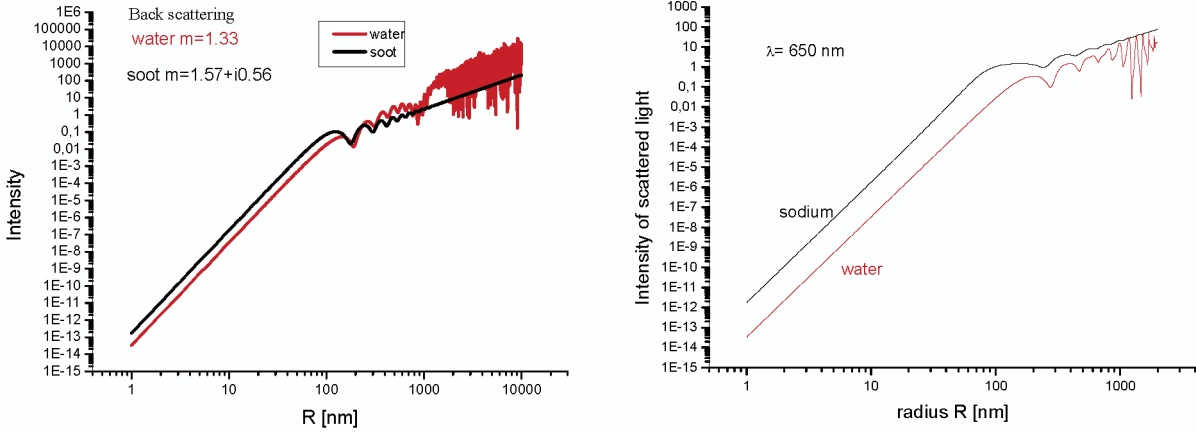 Back scattering
water m=1.33
soot m=1.57+i0.56
water
soot
1E6
100000
10000
1000
100
10
1
0,1
0,01
1E-3
1E-4
1E-5
1E-6
1E-7
1E-8
1E-9
1E-10
1E-11
1E-12
1E-13
1E-14
1E-15
Intensity
1 10 100 1000 10000
R [nm]
λ= 650 nm
sodium
water
1000
100
10
1
0,1
0,01
1E-3
1E-4
1E-5
1E-6
1E-7
1E-8
1E-9
1E-10
1E-11
1E-12
1E-13
1E-14
1E-15
Intensity of scattered light
1 10 100 1000
radius R [nm]